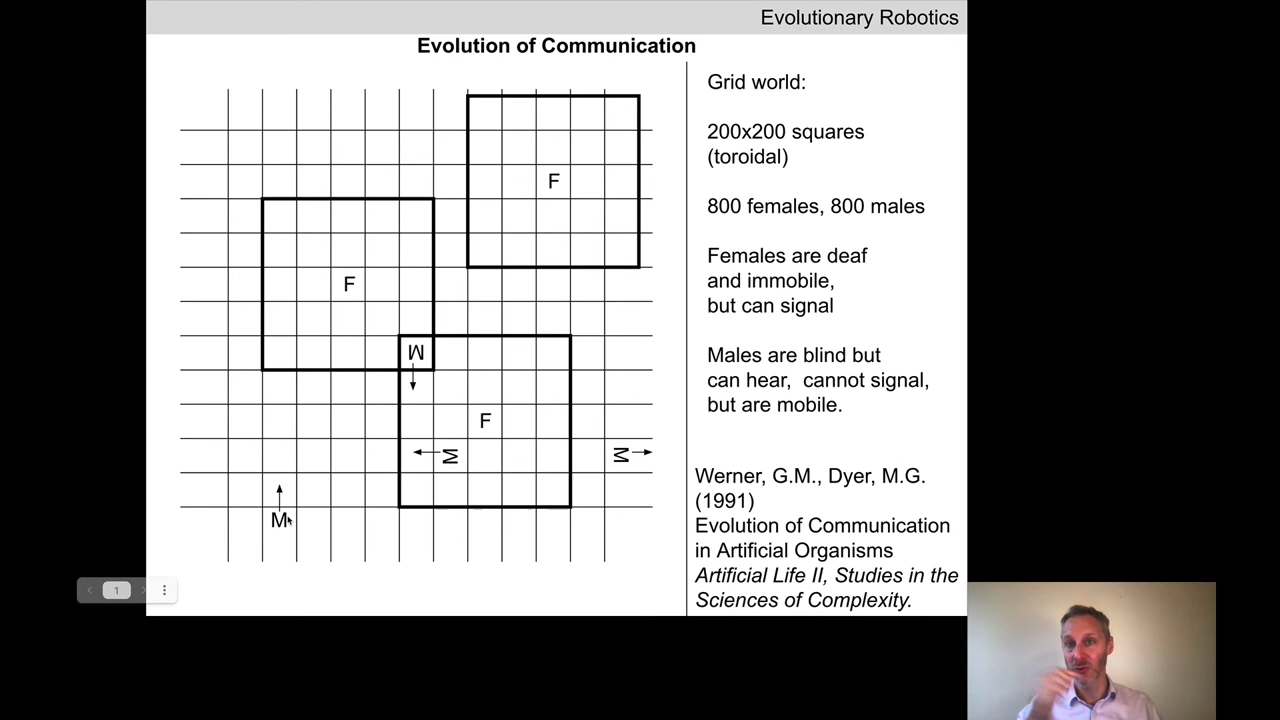 Evolutionary Robotics
Evolution of Communication
Grid world:
200x200 squares
(toroidal)
800 females, 800 males
Females are deaf
and immobile,
but can signal
Males are blind but
can hear, cannot signal,
but are mobile.
Werner, G.M., Dyer, M.G.
(1991)
Evolution of Communication
in Artificial Organisms
Artificial Life II, Studies in the
Sciences of Complexity.
F
F
M
F
M
M
M
1